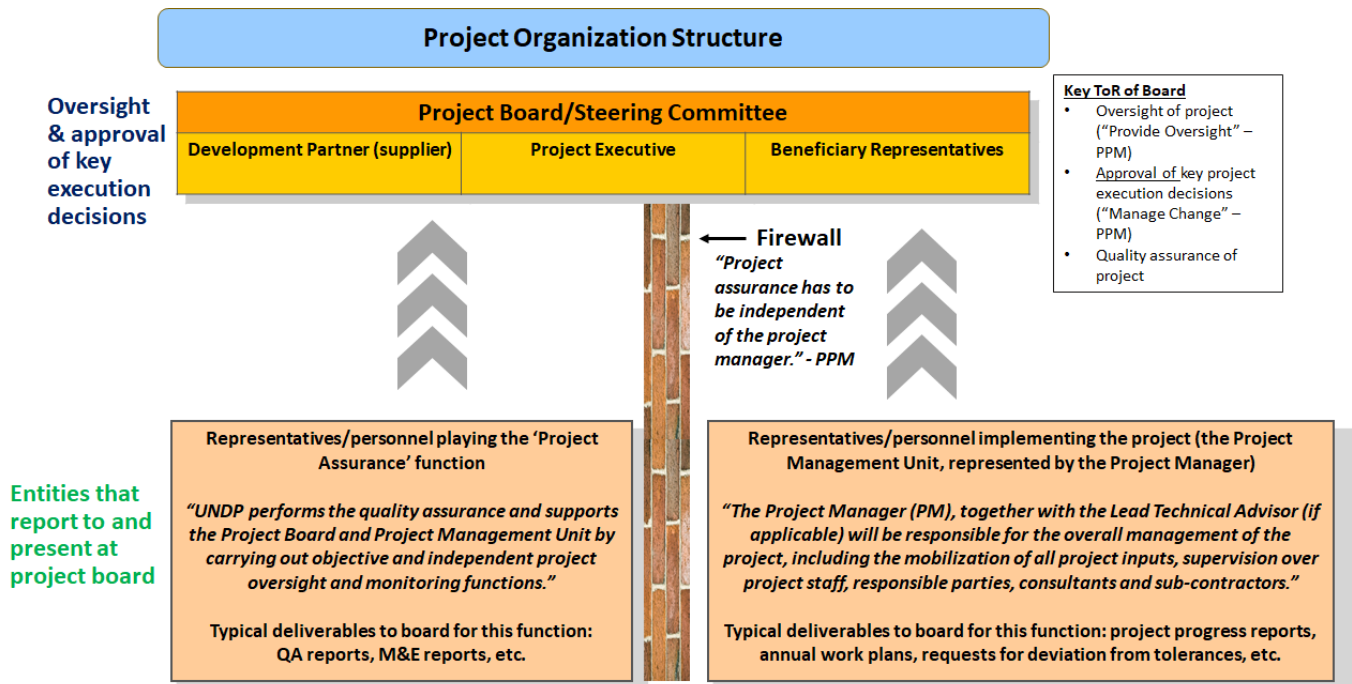 Project Organization Structure
Oversight
& approval
of key
execution
decisions
Project Board/Steering Committee
Development Partner (supplier)
Project Executive
Beneficiary Representatives
Key ToR of Board
• Oversight of project
(“Provide Oversight” –
PPM)
• Approval of key project
execution decisions
(“Manage Change” –
PPM)
• Quality assurance of
project
Firewall
“Project
assurance has to
be independent
of the project
manager.” - PPM
Entities that
report to and
present at
project board
Representatives/personnel playing the ‘Project
Assurance’ function
“UNDP performs the quality assurance and supports
the Project Board and Project Management Unit by
carrying out objective and independent project
oversight and monitoring functions.”
Typical deliverables to board for this function:
QA reports, M&E reports, etc.
Representatives/personnel implementing the project (the Project
Management Unit, represented by the Project Manager)
“The Project Manager (PM), together with the Lead Technical Advisor (if
applicable) will be responsible for the overall management of the
project, including the mobilization of all project inputs, supervision over
project staff, responsible parties, consultants and sub-contractors.”
Typical deliverables to board for this function: project progress reports,
annual work plans, requests for deviation from tolerances, etc.